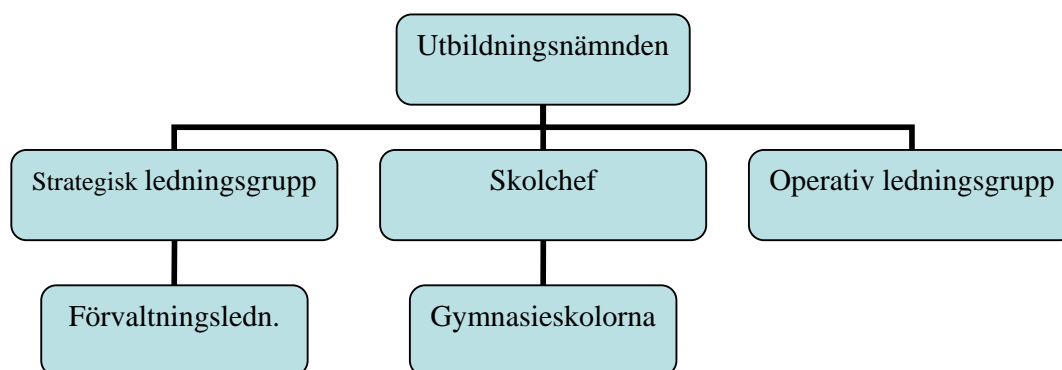 Utbildningsnämnden
Strategisk ledningsgrupp
Skolchef
Operativ ledningsgrupp
Förvaltningsledn.
Gymnasieskolorna